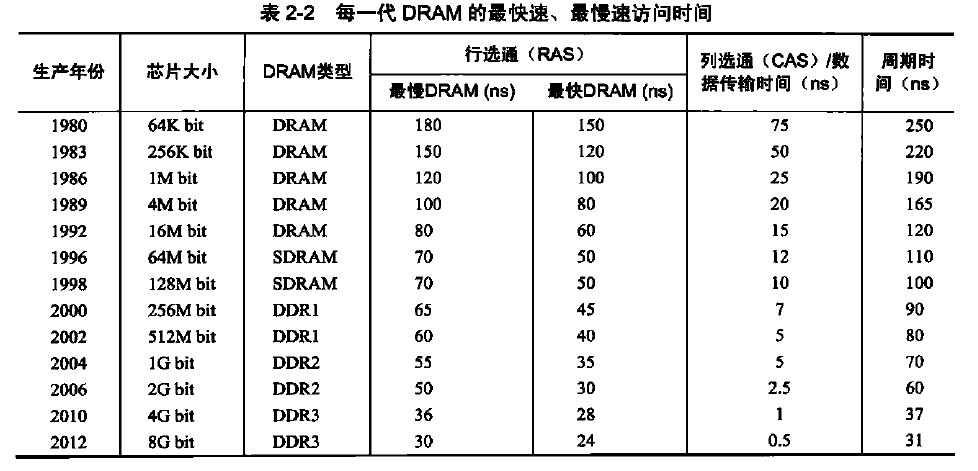 表 2-2 每一代 DRAM 的最快速、最慢速访问时间
生产年份 芯片大小 DRAM类型 行选通（RAS） 列选通（CAS）/数据传输时间（ns） 周期时间（ns）
最慢DRAM (ns) 最快DRAM (ns)
1980 64K bit DRAM 180 150 75 250
1983 256K bit DRAM 150 120 50 220
1986 1M bit DRAM 120 100 25 190
1989 4M bit DRAM 100 80 20 165
1992 16M bit DRAM 80 60 15 120
1996 64M bit SDRAM 70 50 12 110
1998 128M bit SDRAM 70 50 10 100
2000 256M bit DDR1 65 45 7 90
2002 512M bit DDR1 60 40 5 80
2004 1G bit DDR2 55 35 5 70
2006 2G bit DDR2 50 30 2.5 60
2010 4G bit DDR3 36 28 1 37
2012 8G bit DDR3 30 24 0.5 31